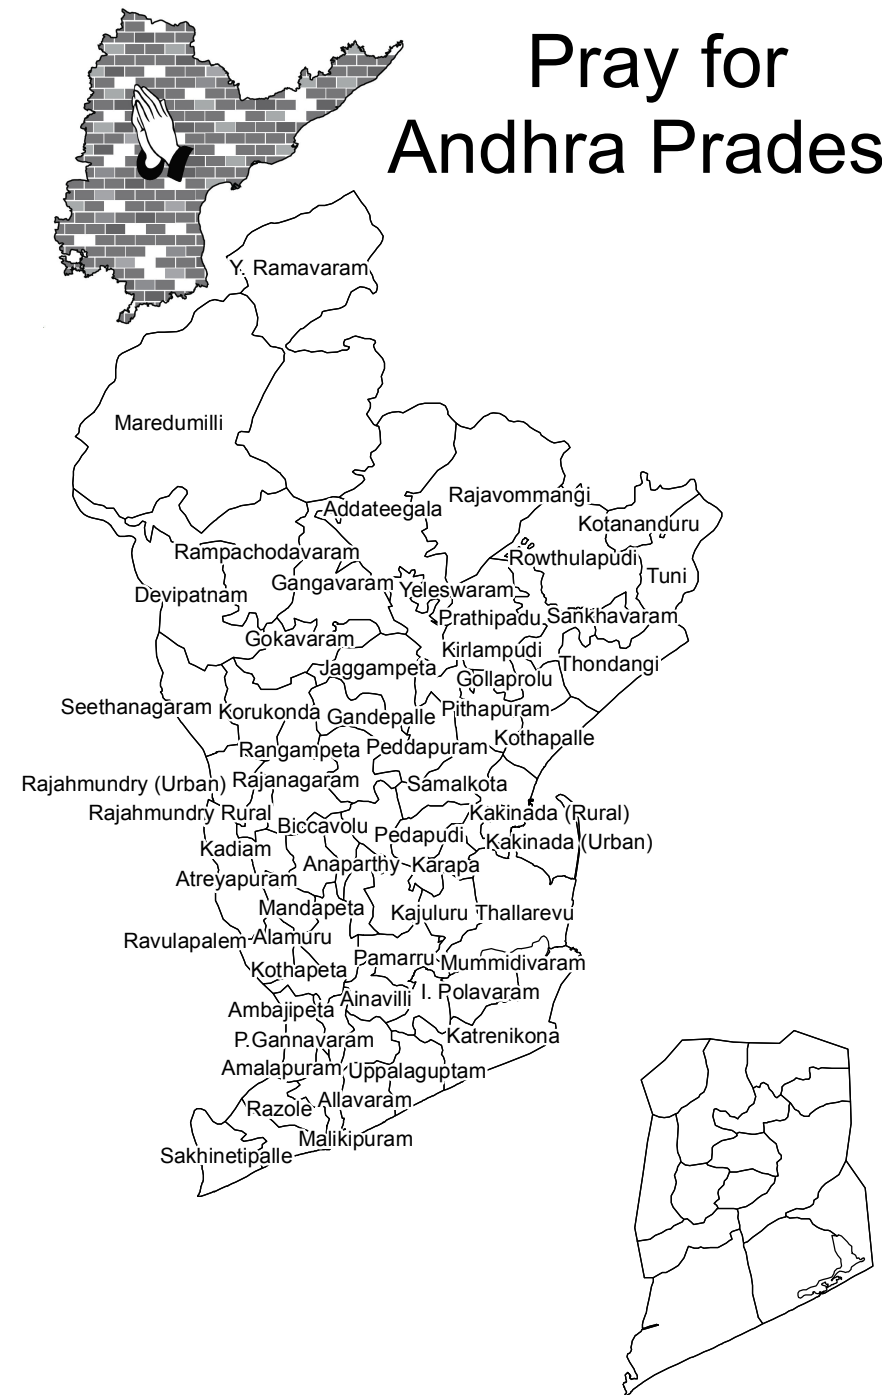 Pray for
Andhra Prades
Y. Ramavaram
Maredumilli
Addateegala
Rajavommangi
Kotananduru
Rampachodavaram
Rowthulapudi
Devipatnam
Gangavaram
Yeleswaram
Tuni
Prathipadu
Sankhavaram
Gokavaram
Kirlampudi
Jaggampeta
Thondangi
Gollaprolu
Seethanagaram
Korukonda
Gandepalle
Pithapuram
Rangampeta
Peddapuram
Kothapalle
Rajahmundry (Urban)
Rajanagaram
Samalkota
Rajahmundry Rural
Kakinada (Rural)
Biccavolu
Pedapudi
Kakinada (Urban)
Kadiam
Anaparthy
Karapa
Atreyapuram
Mandapeta
Kajuluru
Thallarevu
Ravulapalem
Alamuru
Kothapeta
Pamarru
Mummidivaram
Ainavilli
I. Polavaram
Ambajipeta
P.Gannavaram
Katrenikona
Amalapuram
Uppalaguptam
Razole
Allavaram
Malikipuram
Sakhinetipalle